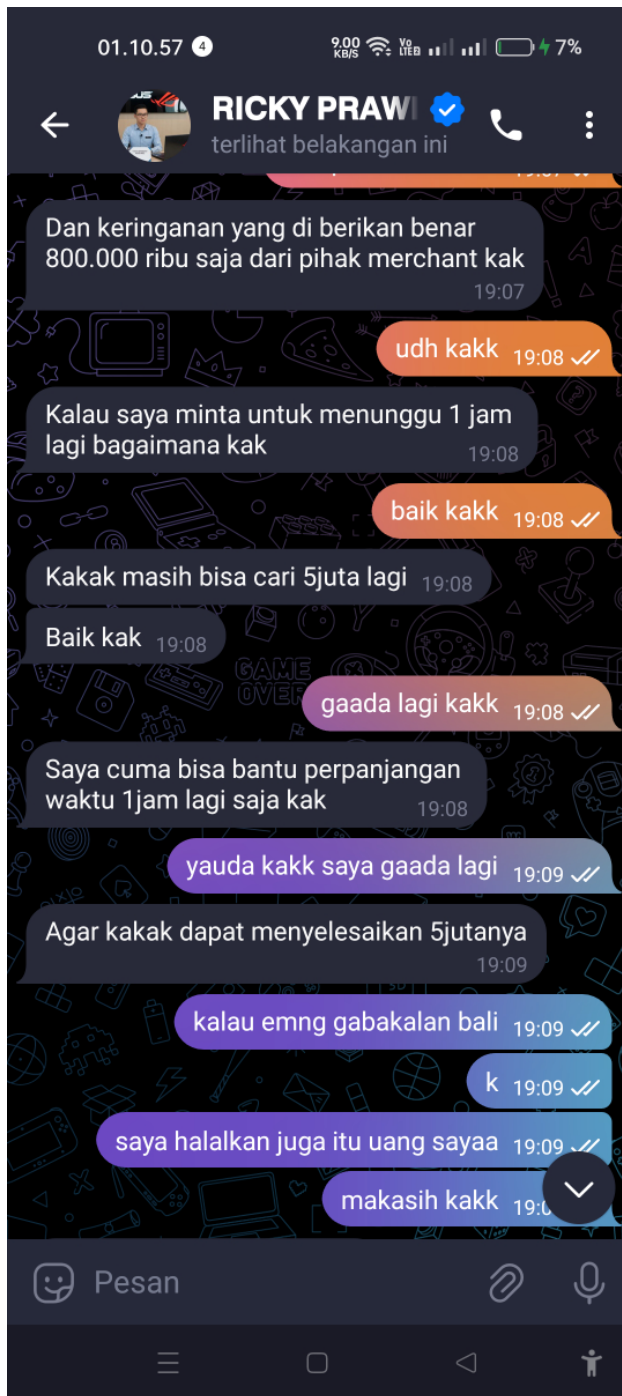 01.10.57 4 9.00 KB/S Vo LTE 7%
RICKY PRAWI
terlihat belakangan ini
Dan keringanan yang di berikan benar
800.000 ribu saja dari pihak merchant kak
19:07
udh kakk 19:08
Kalau saya minta untuk menunggu 1 jam
lagi bagaimana kak 19:08
baik kakk 19:08
Kakak masih bisa cari 5juta lagi 19:08
Baik kak 19:08
GAME
OVER
gaada lagi kakk 19:08
Saya cuma bisa bantu perpanjangan
waktu 1jam lagi saja kak 19:08
yauda kakk saya gaada lagi 19:09
Agar kakak dapat menyelesaikan 5jutanya
19:09
kalau emng gabakalan bali 19:09
k 19:09
saya halalkan juga itu uang sayaa 19:09
makasih kakk
Pesan